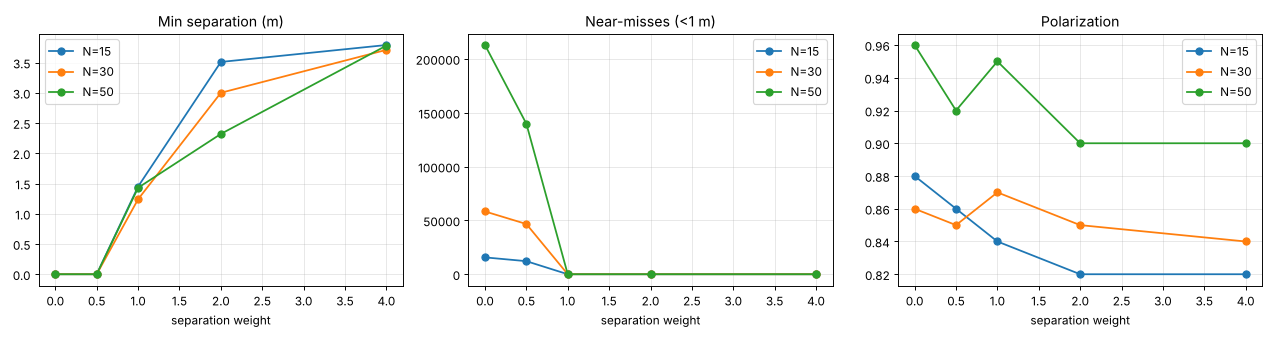 Min separation (m)
N=15
N=30
N=50
3.5
3.0
2.5
2.0
1.5
1.0
0.5
0.0
0.0 0.5 1.0 1.5 2.0 2.5 3.0 3.5 4.0
separation weight
Near-misses (<1 m)
N=15
N=30
N=50
200000
150000
100000
50000
0
0.0 0.5 1.0 1.5 2.0 2.5 3.0 3.5 4.0
separation weight
Polarization
N=15
N=30
N=50
0.96
0.94
0.92
0.90
0.88
0.86
0.84
0.82
0.0 0.5 1.0 1.5 2.0 2.5 3.0 3.5 4.0
separation weight